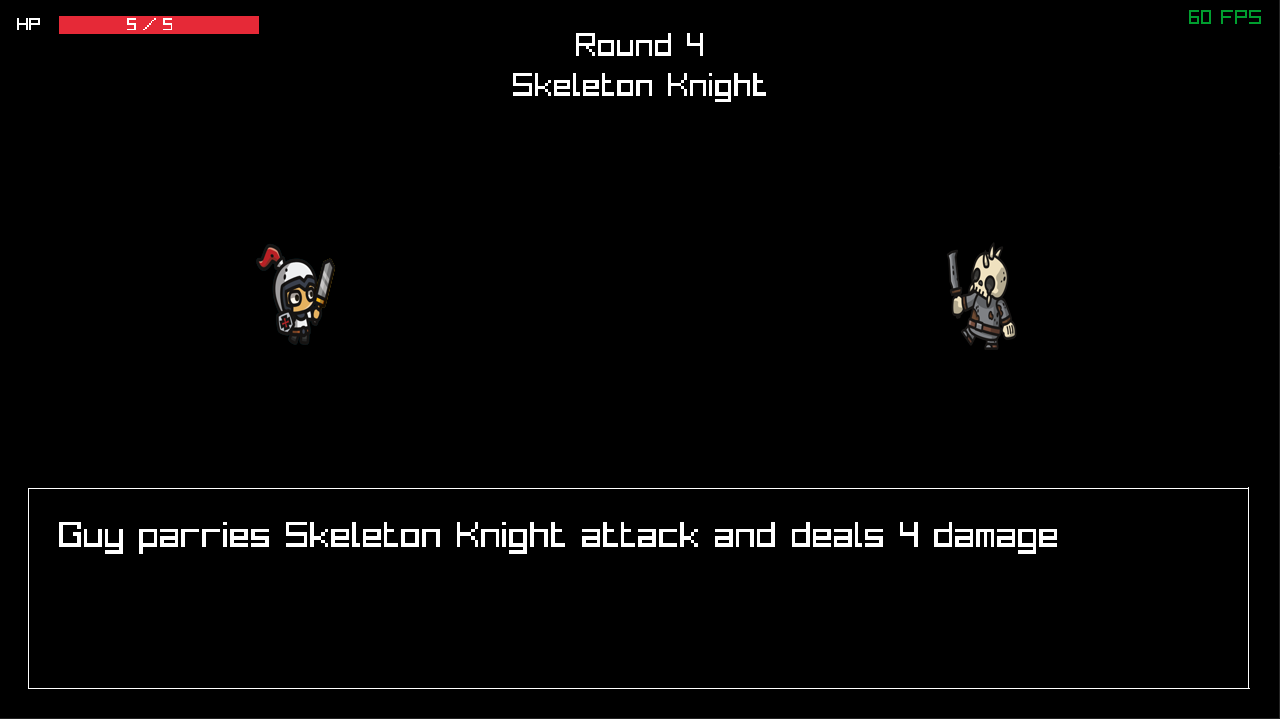 HP 5 / 5
60 FPS
Round 4
Skeleton Knight
Guy parries Skeleton Knight attack and deals 4 damage